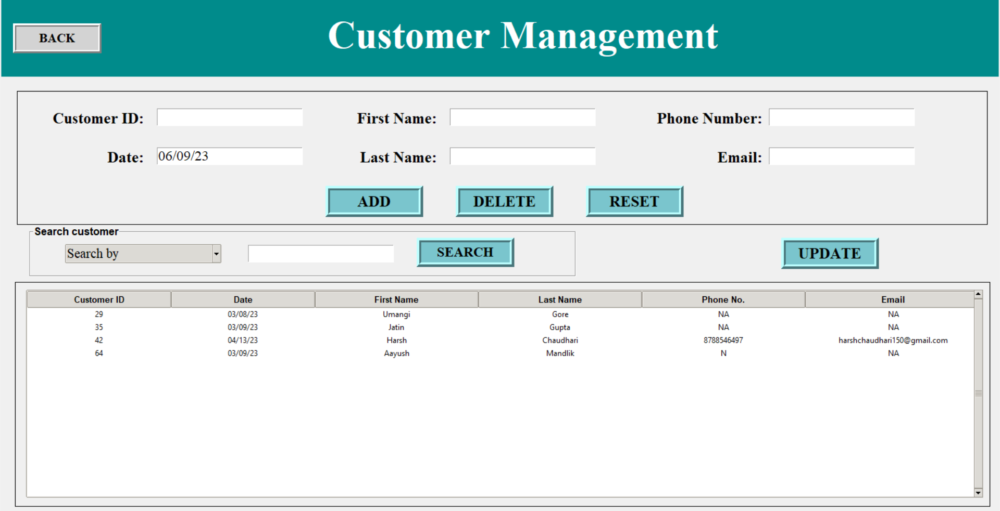 BACK
Customer Management
Customer ID: First Name: Phone Number:
Date: 06/09/23 Last Name: Email:
ADD DELETE RESET
Search customer
Search by SEARCH UPDATE
Customer ID Date First Name Last Name Phone No. Email
29 03/08/23 Umangi Gore NA NA
35 03/09/23 Jatin Gupta NA NA
42 04/13/23 Harsh Chaudhari 8788546497 harshchaudhari150@gmail.com
64 03/09/23 Aayush Mandlik N NA